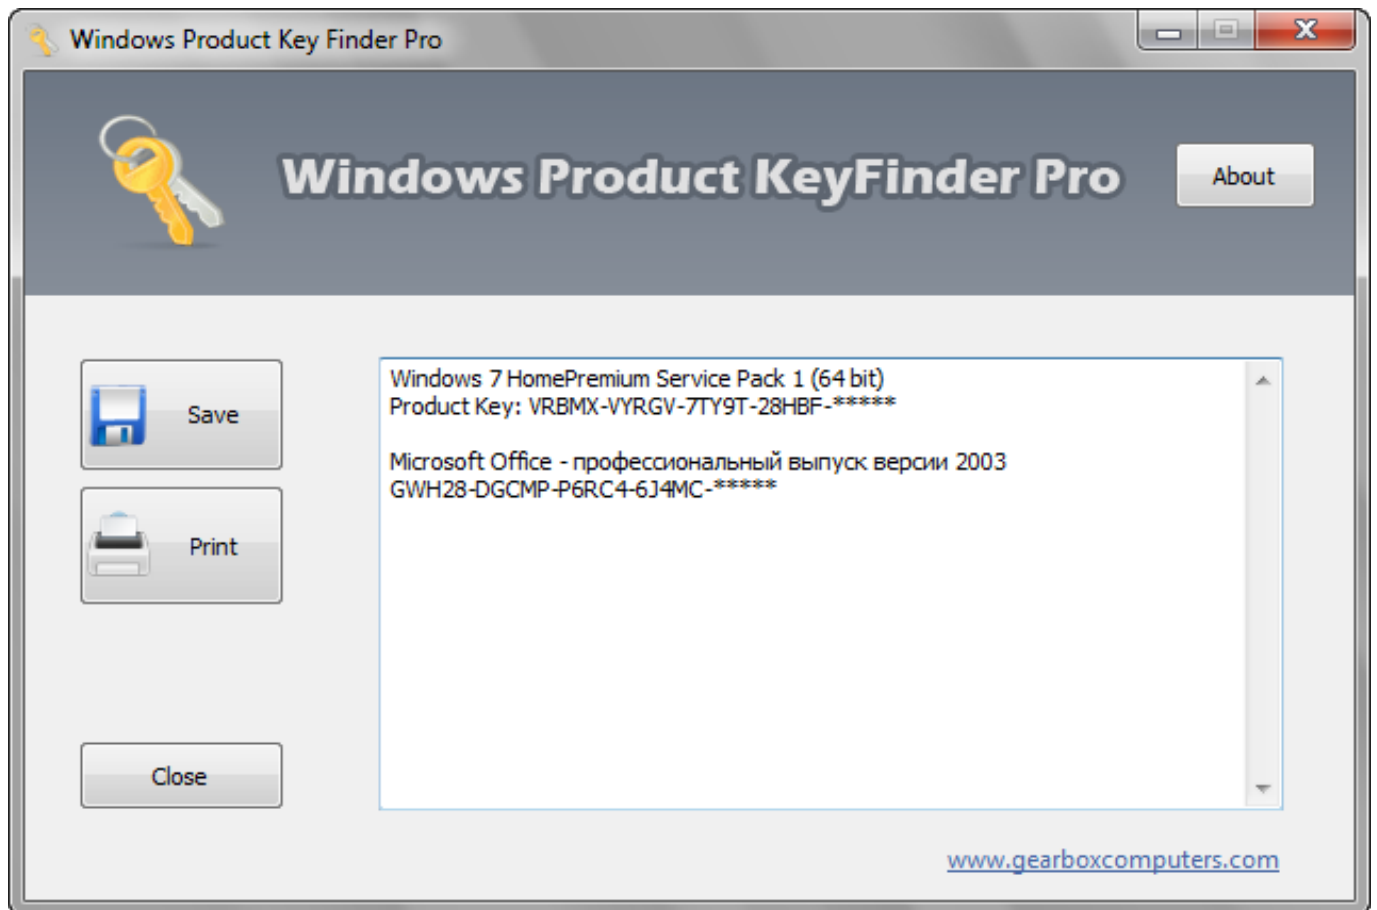 Windows Product Key Finder Pro
Windows Product KeyFinder Pro
About
Save
Print
Close
Windows 7 HomePremium Service Pack 1 (64 bit)
Product Key: VRBMX-VYRGV-7TY9T-28HBF-*****
Microsoft Office - профессиональный выпуск версии 2003
GWH28-DGCMP-P6RC4-6J4MC-*****
www.gearboxcomputers.com